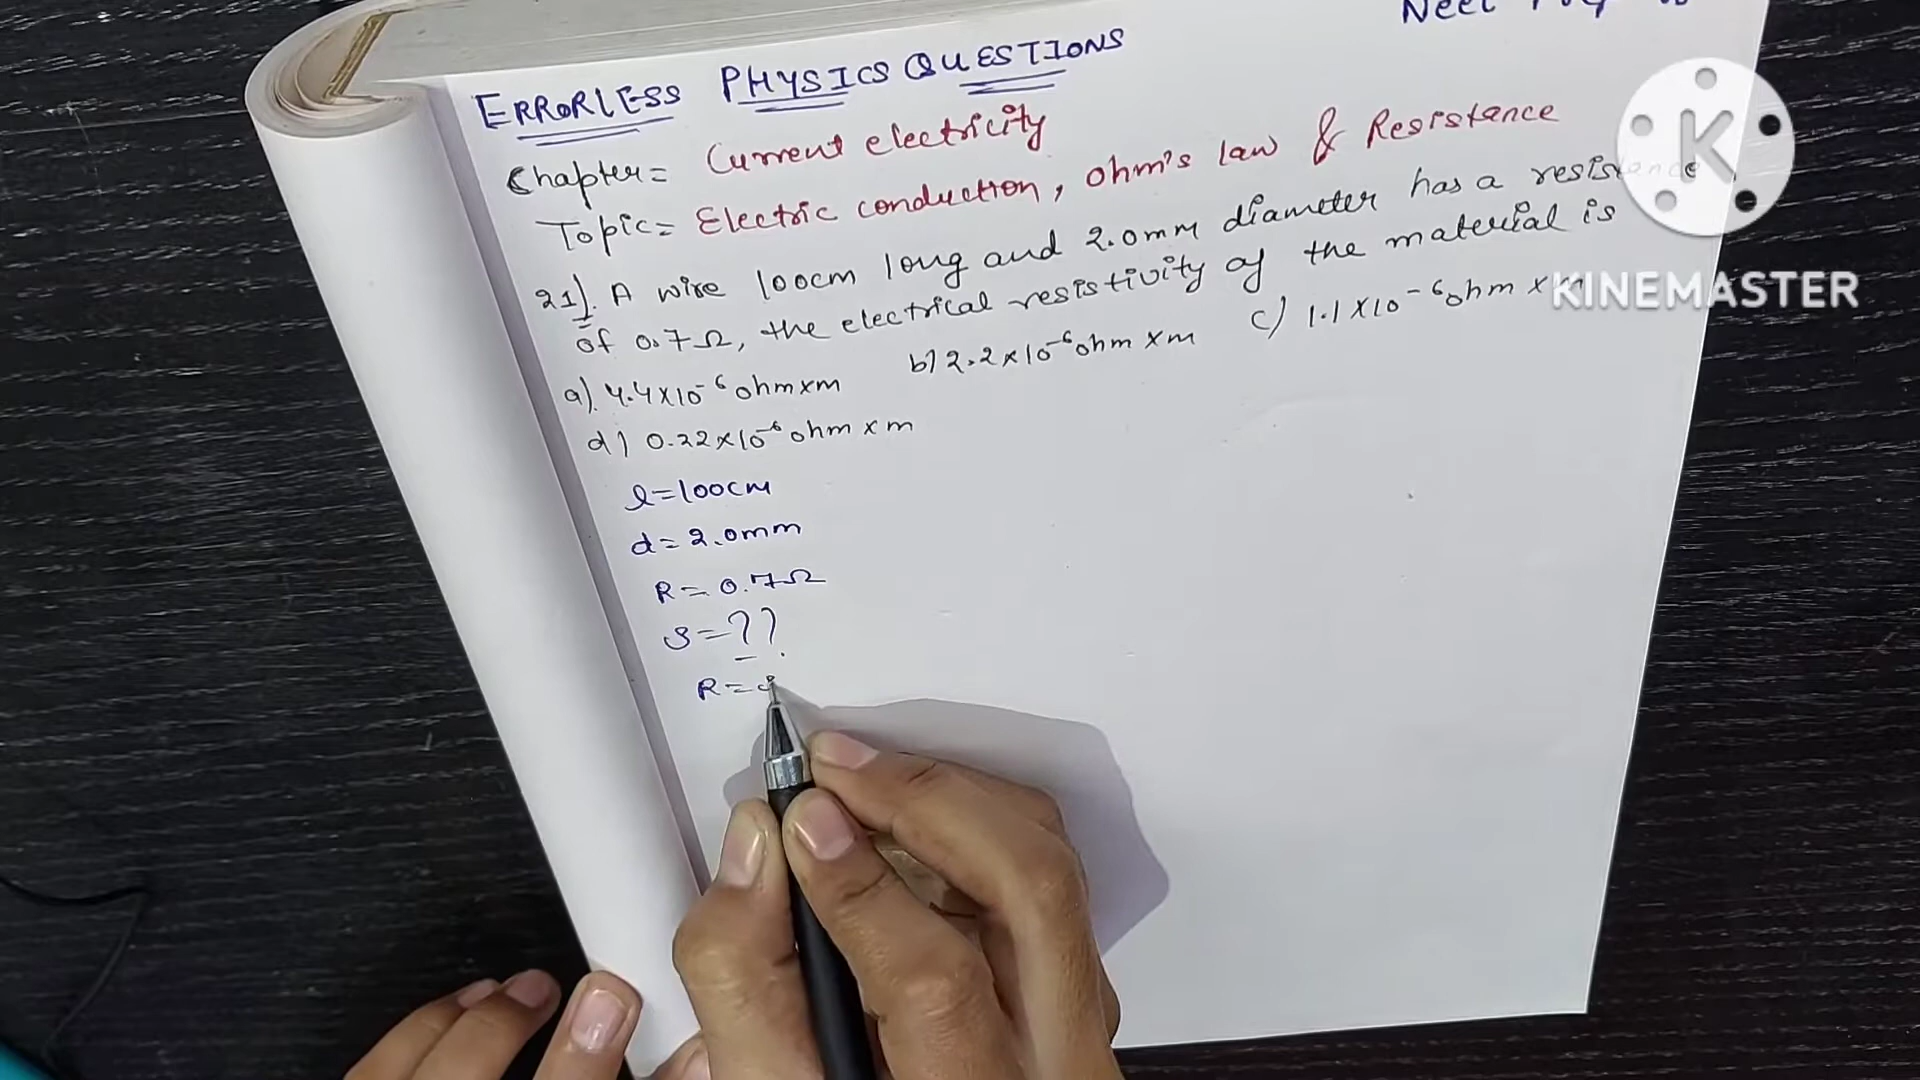 Neet
ERRORLESS PHYSICS QUESTIONS
Chapter= Current electricity
Topic= Electric conduction, ohm's law & Resistance
21). A wire 100cm long and 2.0mm diameter has a resistance
of 0.7Ω, the electrical resistivity of the material is
a). 4.4×10⁻⁶ ohm×m b) 2.2×10⁻⁶ ohm×m c) 1.1×10⁻⁶ ohm×m
d) 0.22×10⁻⁶ ohm×m
l=100cm
d=2.0mm
R=0.7Ω
ρ=??
R=
KINEMASTER